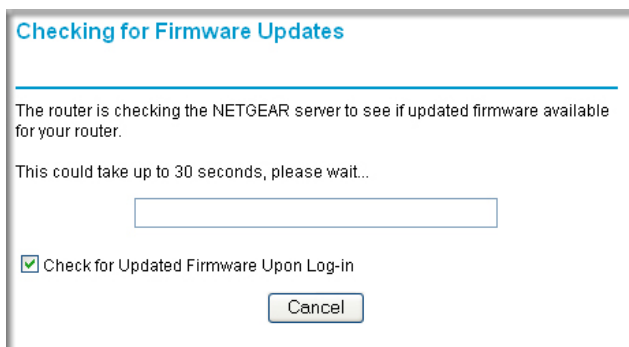 Checking for Firmware Updates
The router is checking the NETGEAR server to see if updated firmware available
for your router.
This could take up to 30 seconds, please wait...
Check for Updated Firmware Upon Log-in
Cancel